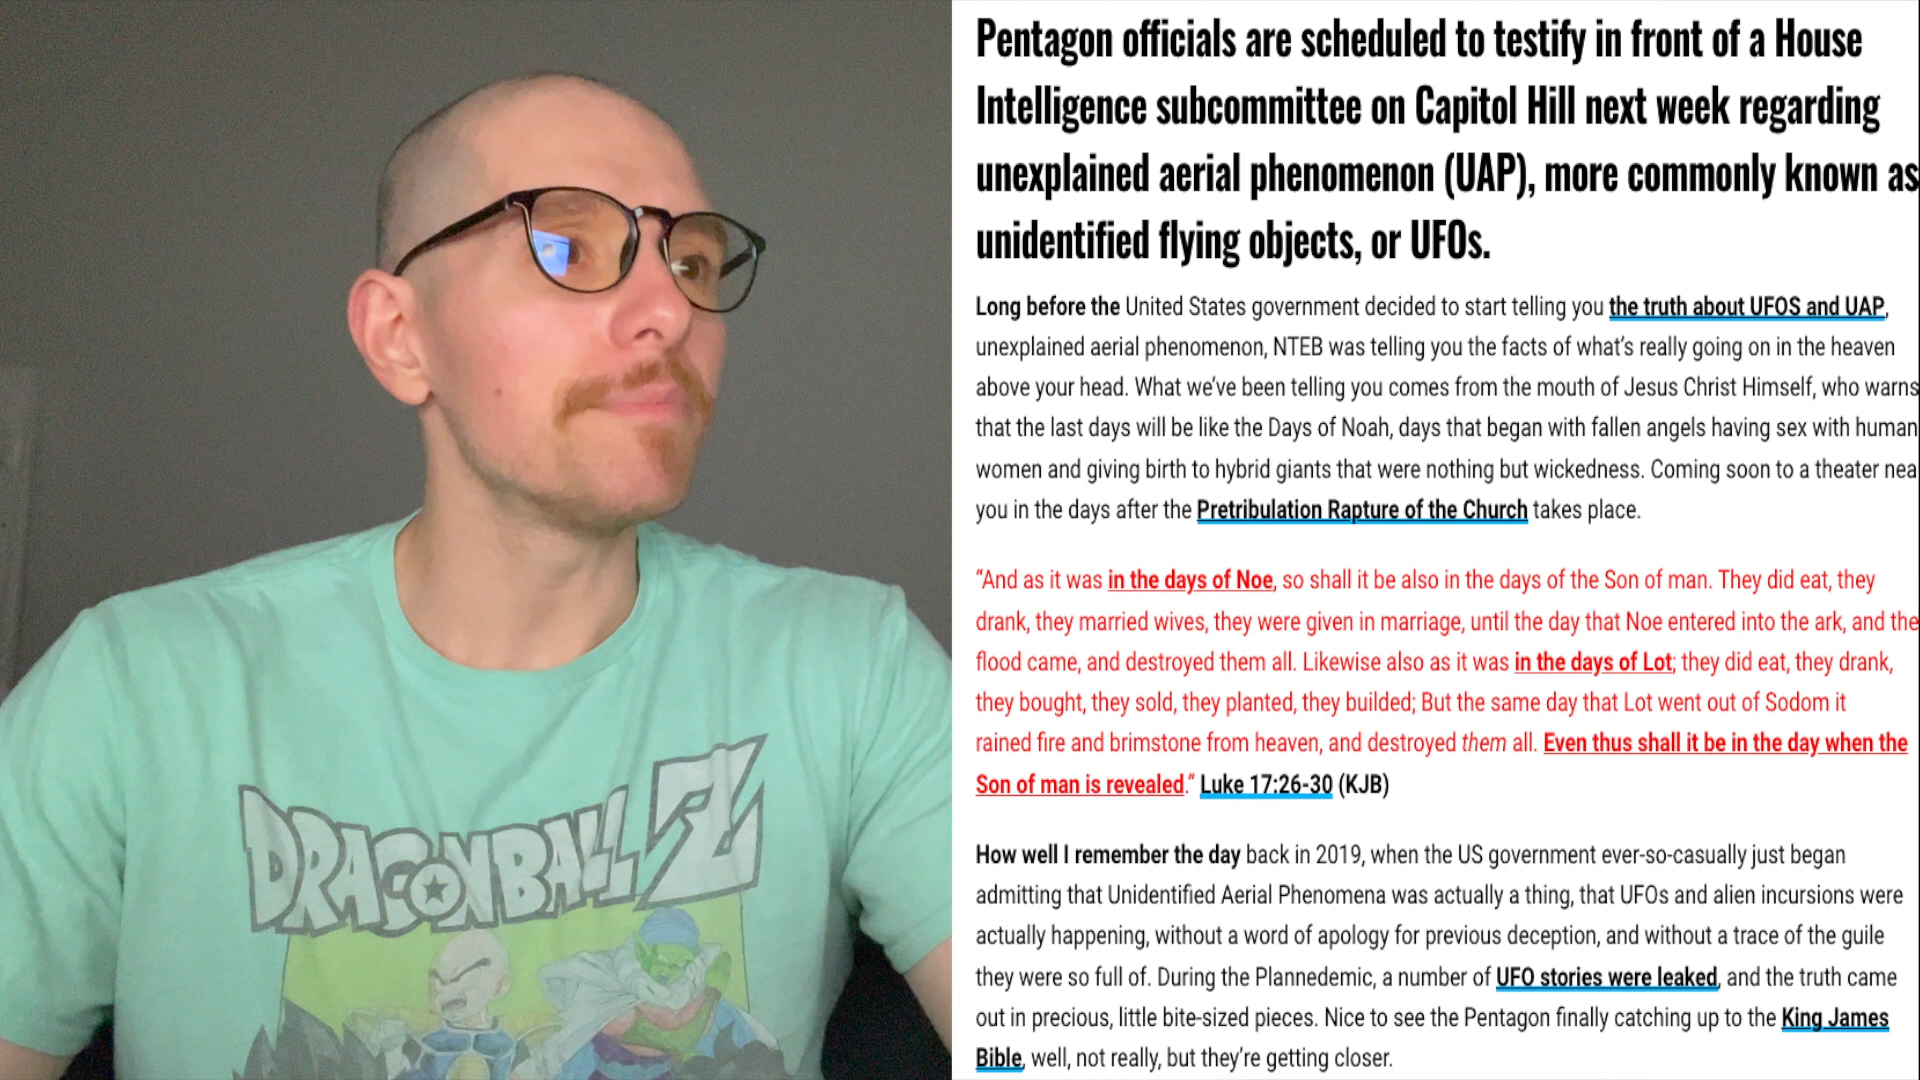 DRAGONBALL Z
Pentagon officials are scheduled to testify in front of a House
Intelligence subcommittee on Capitol Hill next week regarding
unexplained aerial phenomenon (UAP), more commonly known as
unidentified flying objects, or UFOs.
Long before the United States government decided to start telling you the truth about UFOS and UAP,
unexplained aerial phenomenon, NTEB was telling you the facts of what's really going on in the heaven
above your head. What we've been telling you comes from the mouth of Jesus Christ Himself, who warns
that the last days will be like the Days of Noah, days that began with fallen angels having sex with human
women and giving birth to hybrid giants that were nothing but wickedness. Coming soon to a theater nea
you in the days after the Pretribulation Rapture of the Church takes place.
“And as it was in the days of Noe, so shall it be also in the days of the Son of man. They did eat, they
drank, they married wives, they were given in marriage, until the day that Noe entered into the ark, and the
flood came, and destroyed them all. Likewise also as it was in the days of Lot; they did eat, they drank,
they bought, they sold, they planted, they builded; But the same day that Lot went out of Sodom it
rained fire and brimstone from heaven, and destroyed them all. Even thus shall it be in the day when the
Son of man is revealed.” Luke 17:26-30 (KJB)
How well I remember the day back in 2019, when the US government ever-so-casually just began
admitting that Unidentified Aerial Phenomena was actually a thing, that UFOs and alien incursions were
actually happening, without a word of apology for previous deception, and without a trace of the guile
they were so full of. During the Plannedemic, a number of UFO stories were leaked, and the truth came
out in precious, little bite-sized pieces. Nice to see the Pentagon finally catching up to the King James
Bible, well, not really, but they're getting closer.